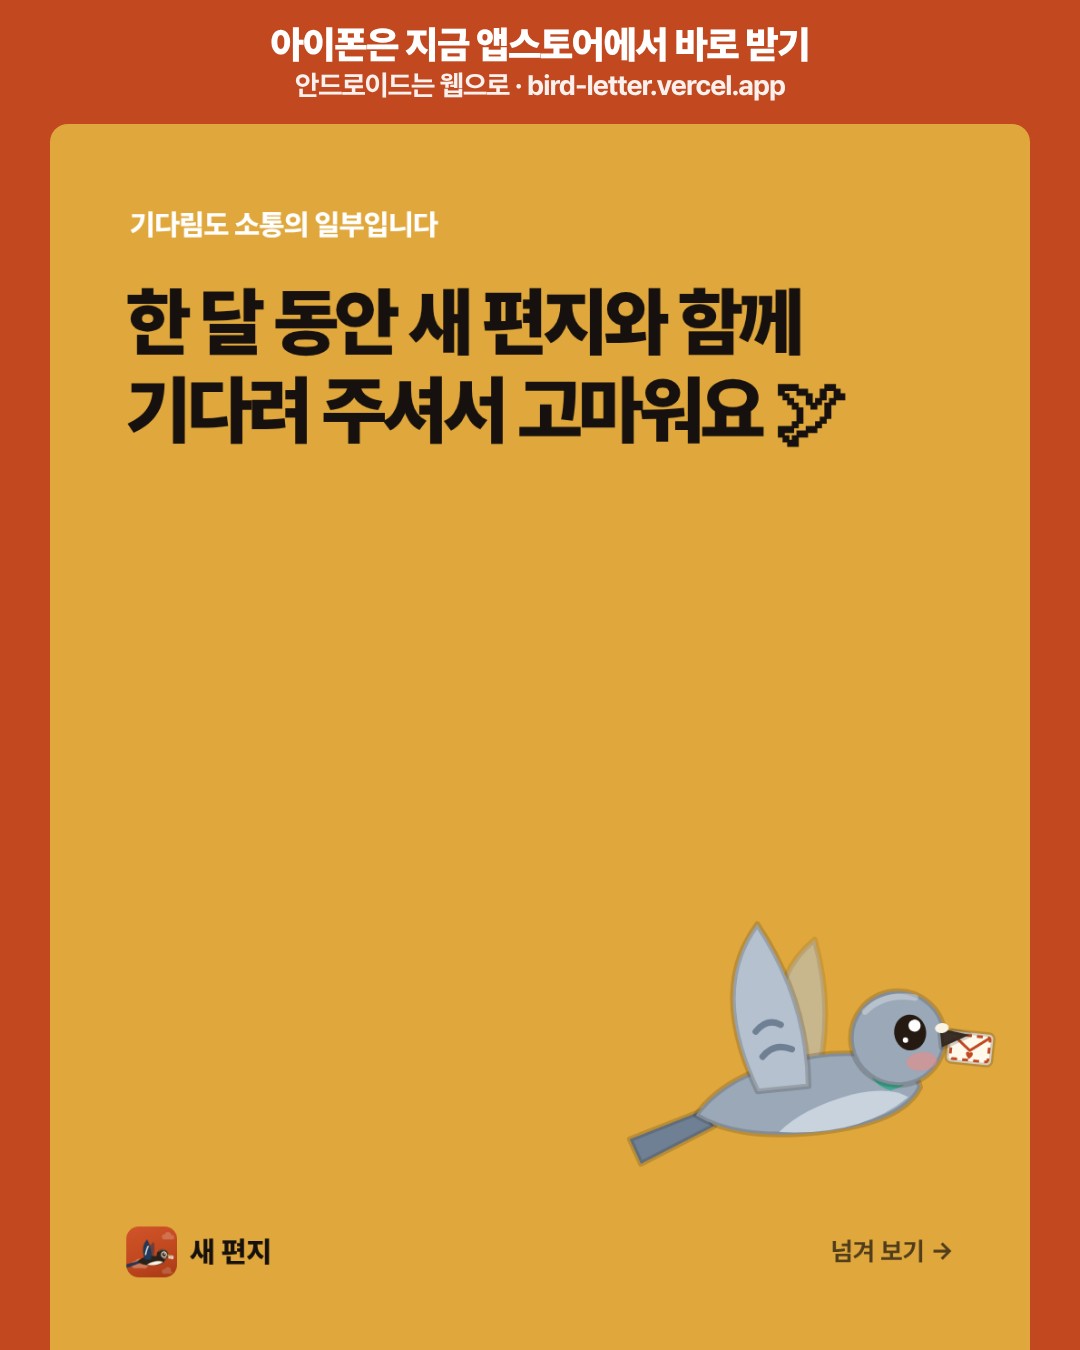 아이폰은 지금 앱스토어에서 바로 받기
안드로이드는 웹으로 · bird-letter.vercel.app
기다림도 소통의 일부입니다
한 달 동안 새 편지와 함께
기다려 주셔서 고마워요 🕊
새 편지
넘겨 보기 →